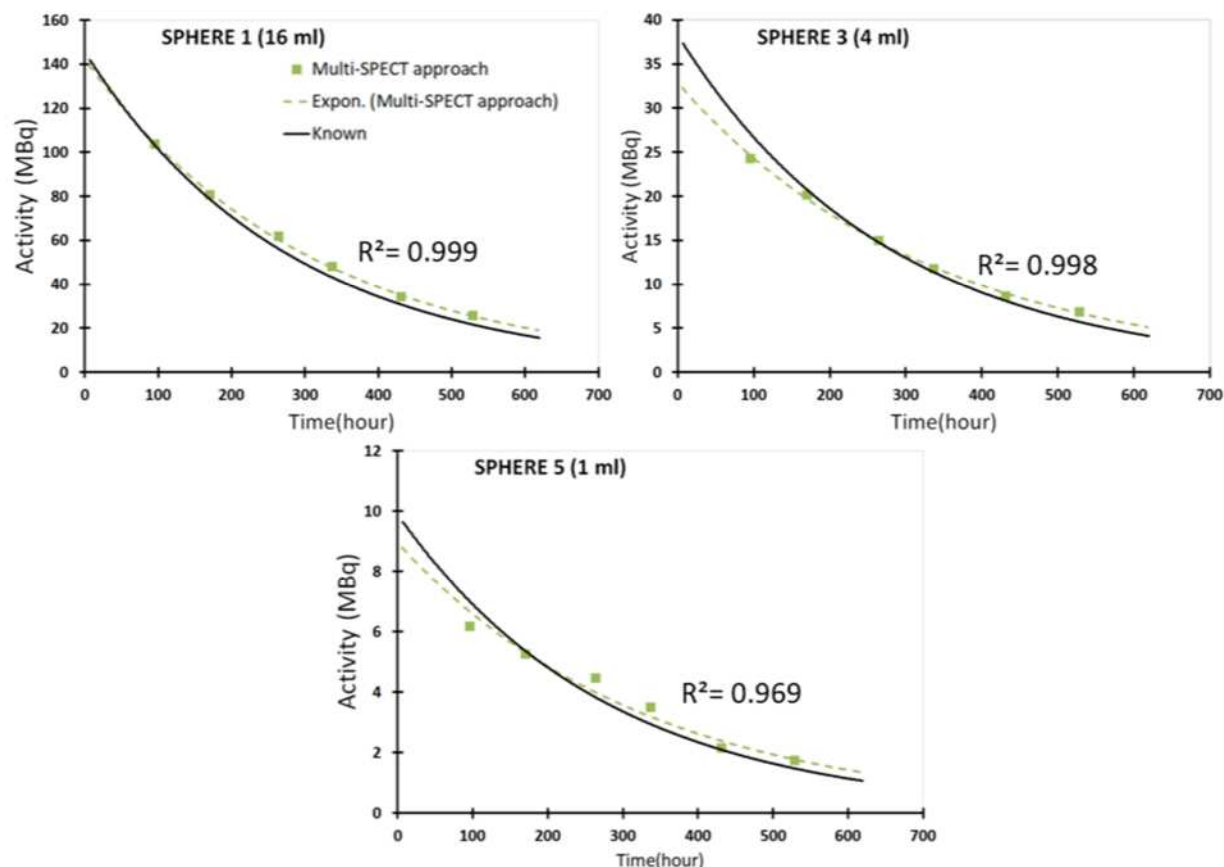 SPHERE 1 (16 ml)
Multi-SPECT approach
Expon. (Multi-SPECT approach)
Known
R²= 0.999
Activity (MBq)
160
140
120
100
80
60
40
20
0
0 100 200 300 400 500 600 700
Time(hour)
SPHERE 3 (4 ml)
R²= 0.998
Activity (MBq)
40
35
30
25
20
15
10
5
0
0 100 200 300 400 500 600 700
Time(hour)
SPHERE 5 (1 ml)
R²= 0.969
Activity (MBq)
12
10
8
6
4
2
0
0 100 200 300 400 500 600 700
Time(hour)